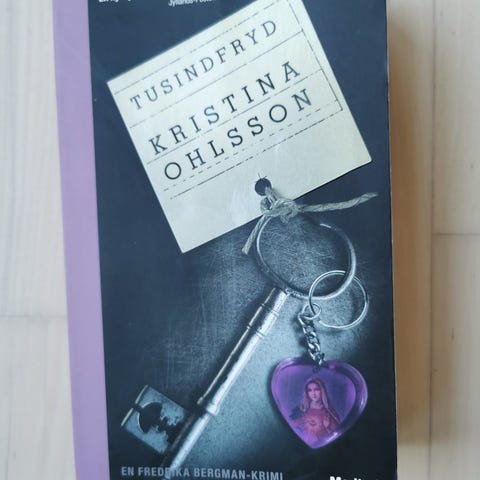 TUSINDFRYD
KRISTINA
OHLSSON
EN FREDRIKA BERGMAN-KRIMI